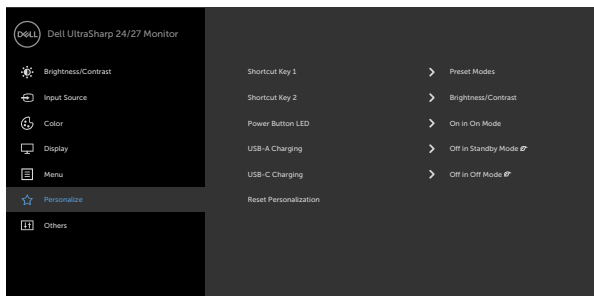 DELL Dell UltraSharp 24/27 Monitor
Brightness/Contrast Shortcut Key 1 Preset Modes
Input Source Shortcut Key 2 Brightness/Contrast
Color Power Button LED On in On Mode
Display USB-A Charging Off in Standby Mode
Menu USB-C Charging Off in Off Mode
Personalize Reset Personalization
Others